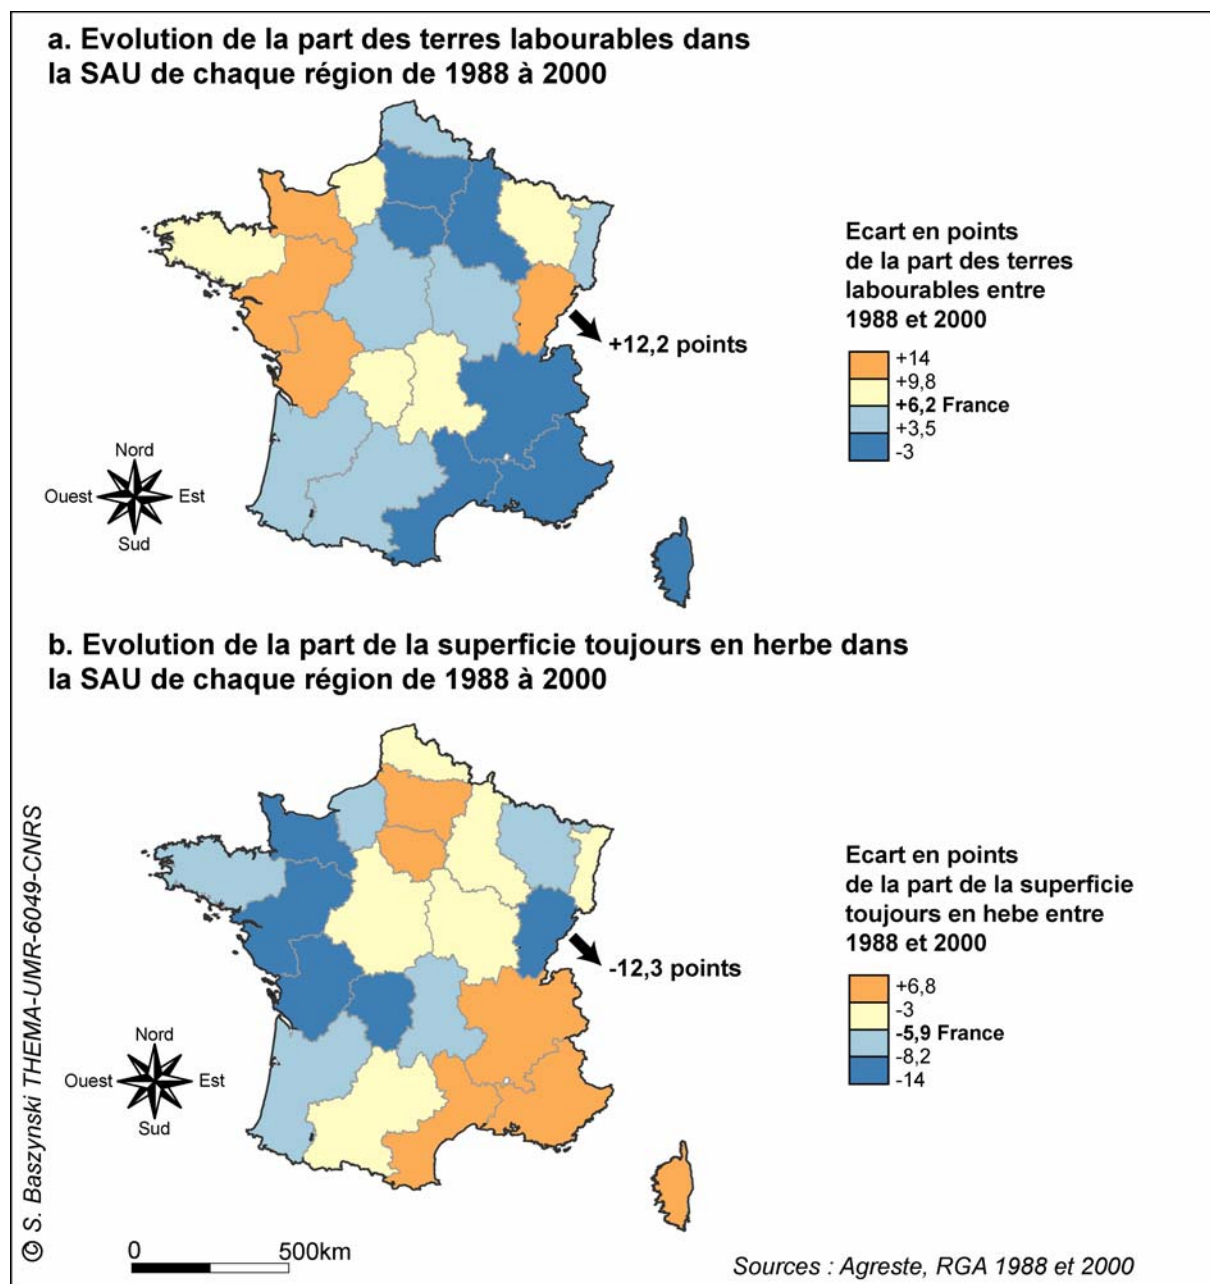 a. Evolution de la part des terres labourables dans
la SAU de chaque région de 1988 à 2000
Ecart en points
de la part des terres
labourables entre
1988 et 2000
+12,2 points
+14
+9,8
+6,2 France
+3,5
-3
Nord
Ouest
Est
Sud
b. Evolution de la part de la superficie toujours en herbe dans
la SAU de chaque région de 1988 à 2000
Ecart en points
de la part de la superficie
toujours en hebe entre
1988 et 2000
-12,3 points
+6,8
-3
-5,9 France
-8,2
-14
Nord
Ouest
Est
Sud
© S. Baszynski THEMA-UMR-6049-CNRS
0
500km
Sources : Agreste, RGA 1988 et 2000